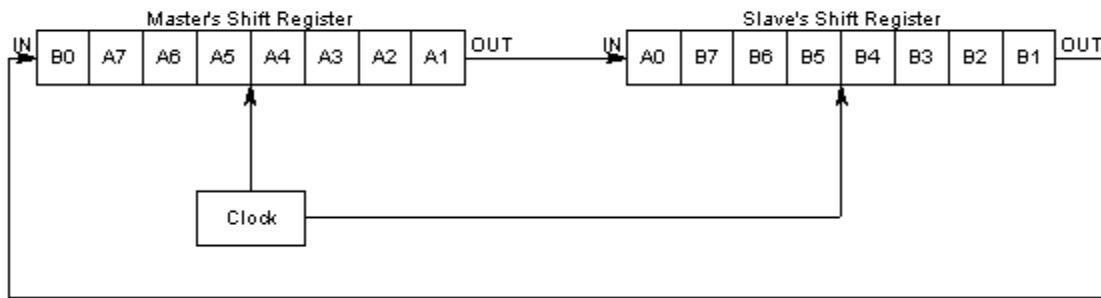 Master's Shift Register Slave's Shift Register
IN B0 A7 A6 A5 A4 A3 A2 A1 OUT IN A0 B7 B6 B5 B4 B3 B2 B1 OUT
Clock